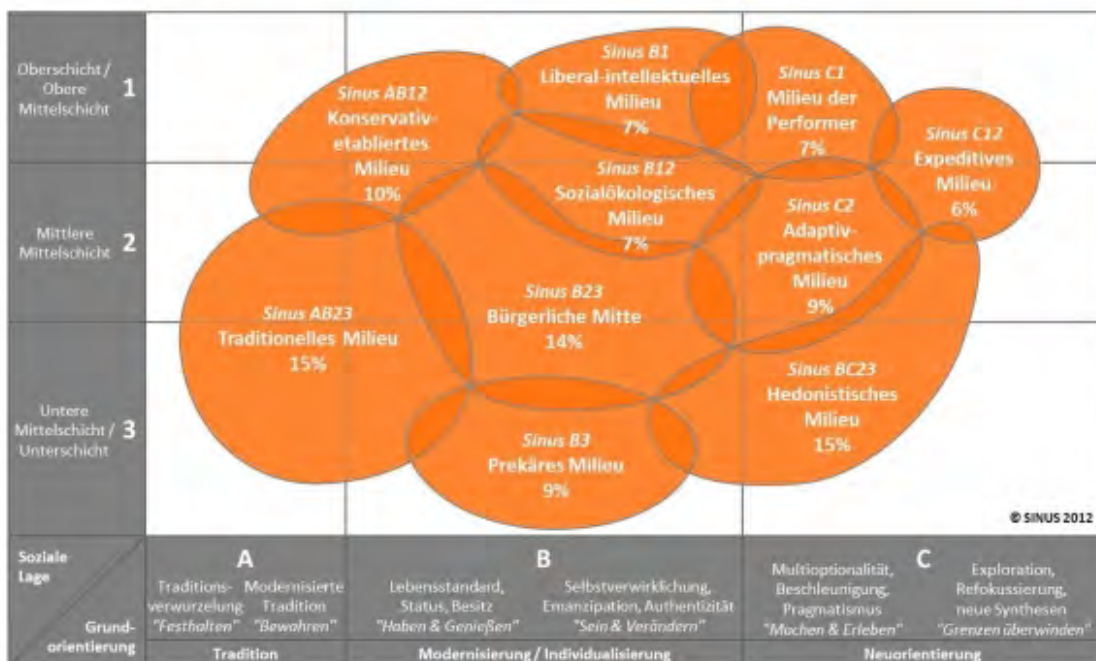 Oberschicht /
Obere
Mittelschicht
1
Mittlere
Mittelschicht
2
Untere
Mittelschicht /
Unterschicht
3
Sinus AB12
Konservativ-
etabliertes
Milieu
10%
Sinus B1
Liberal-intellektuelles
Milieu
7%
Sinus C1
Milieu der
Performer
7%
Sinus C12
Expeditives
Milieu
6%
Sinus B12
Sozialökologisches
Milieu
7%
Sinus C2
Adaptiv-
pragmatisches
Milieu
9%
Sinus AB23
Traditionelles Milieu
15%
Sinus B23
Bürgerliche Mitte
14%
Sinus BC23
Hedonistisches
Milieu
15%
Sinus B3
Prekäres Milieu
9%
© SINUS 2012
Soziale
Lage
Grund-
orientierung
A
Traditions-
verwurzelung
"Festhalten"
Modernisierte
Tradition
"Bewahren"
Tradition
B
Lebensstandard,
Status, Besitz
"Haben & Genießen"
Selbstverwirklichung,
Emanzipation, Authentizität
"Sein & Verändern"
Modernisierung / Individualisierung
C
Multioptionalität,
Beschleunigung,
Pragmatismus
"Machen & Erleben"
Exploration,
Refokussierung,
neue Synthesen
"Grenzen überwinden"
Neuorientierung